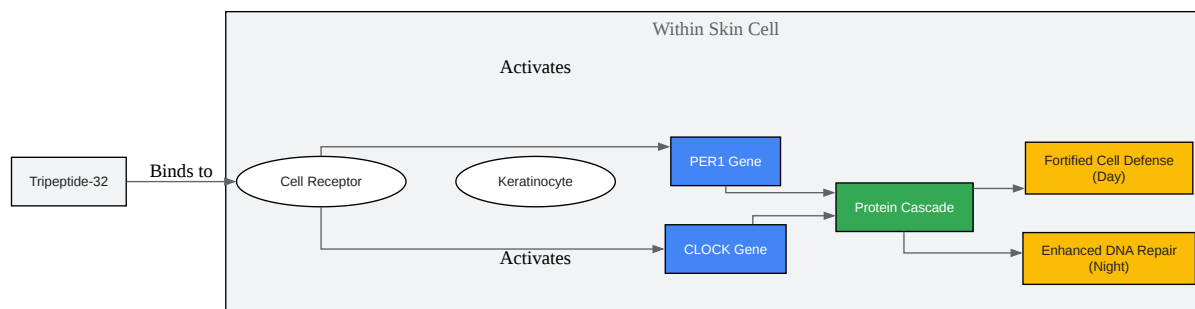 Within Skin Cell
Activates
Tripeptide-32
Binds to
Cell Receptor
Keratinocyte
PER1 Gene
CLOCK Gene
Activates
Protein Cascade
Fortified Cell Defense
(Day)
Enhanced DNA Repair
(Night)